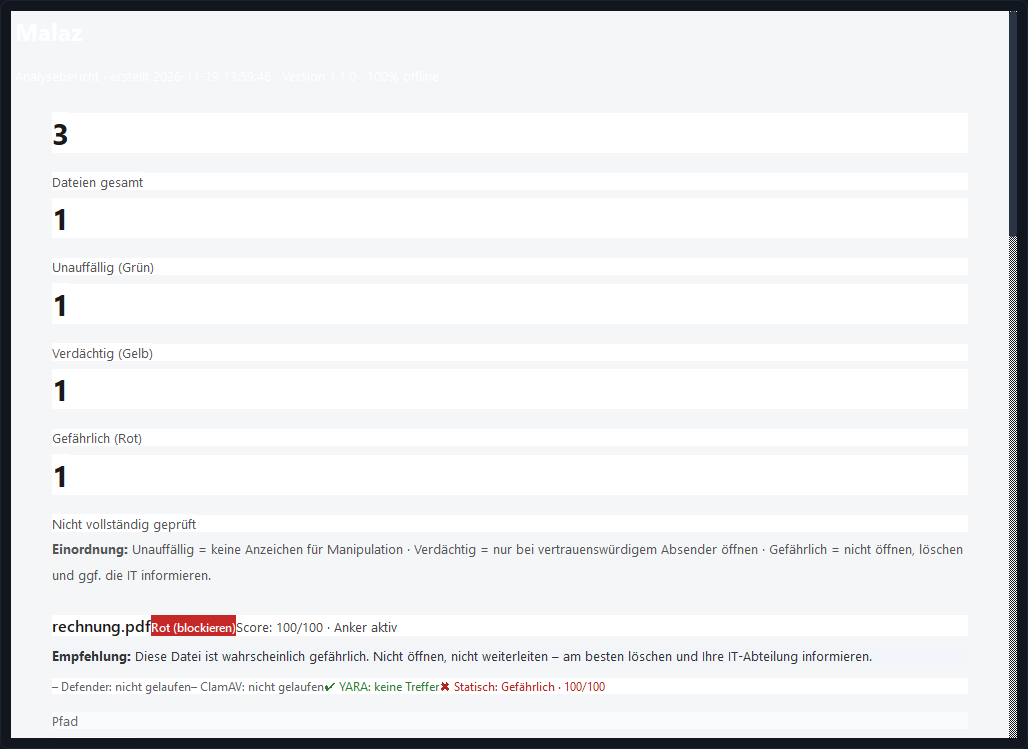 Malaz
Analysebericht · erstellt 2026-11-19 13:59:46 · Version 1.1.0 · 100% offline
3
Dateien gesamt
1
Unauffällig (Grün)
1
Verdächtig (Gelb)
1
Gefährlich (Rot)
1
Nicht vollständig geprüft
Einordnung: Unauffällig = keine Anzeichen für Manipulation · Verdächtig = nur bei vertrauenswürdigem Absender öffnen · Gefährlich = nicht öffnen, löschen
und ggf. die IT informieren.
rechnung.pdfRot (blockieren)Score: 100/100 · Anker aktiv
Empfehlung: Diese Datei ist wahrscheinlich gefährlich. Nicht öffnen, nicht weiterleiten – am besten löschen und Ihre IT-Abteilung informieren.
– Defender: nicht gelaufen– ClamAV: nicht gelaufen✔ YARA: keine Treffer✖ Statisch: Gefährlich · 100/100
Pfad